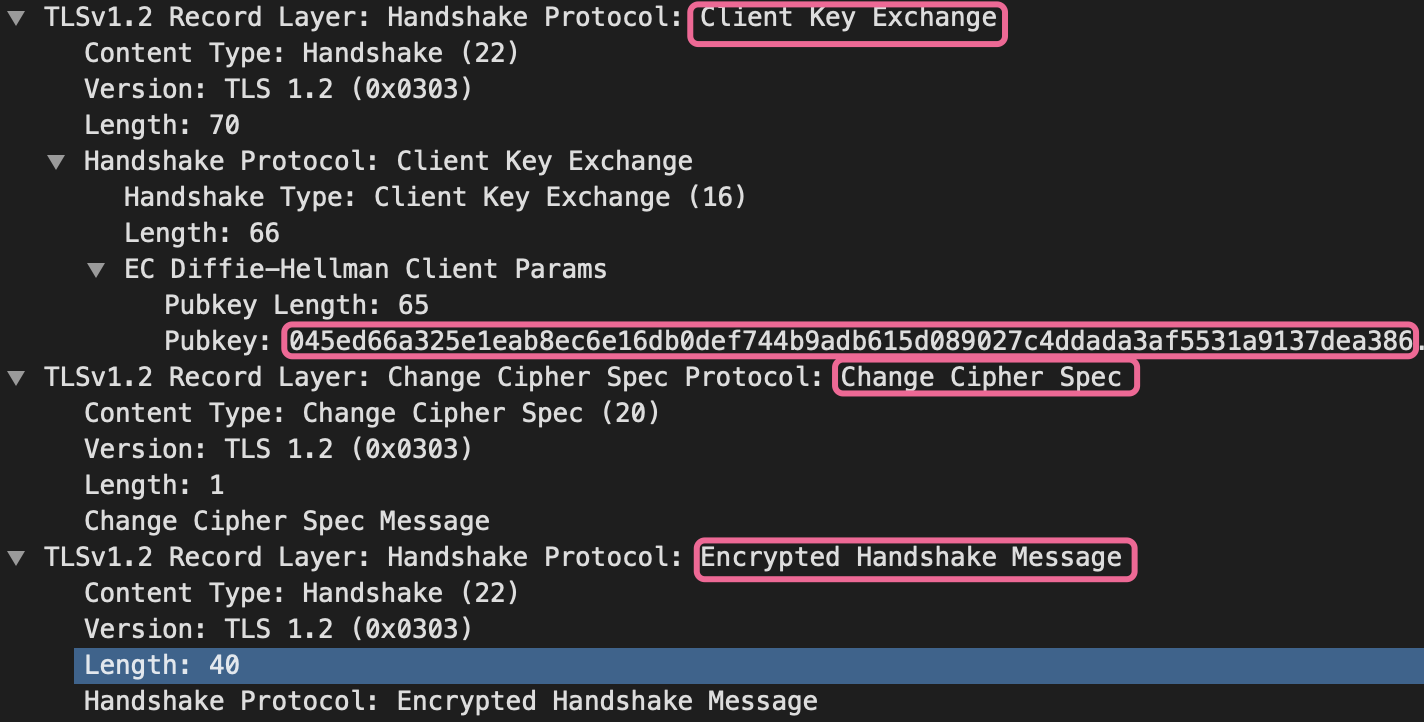 TLSv1.2 Record Layer: Handshake Protocol: Client Key Exchange
Content Type: Handshake (22)
Version: TLS 1.2 (0x0303)
Length: 70
Handshake Protocol: Client Key Exchange
Handshake Type: Client Key Exchange (16)
Length: 66
EC Diffie-Hellman Client Params
Pubkey Length: 65
Pubkey: 045ed66a325e1eab8ec6e16db0def744b9adb615d089027c4ddada3af5531a9137dea386.
TLSv1.2 Record Layer: Change Cipher Spec Protocol: Change Cipher Spec
Content Type: Change Cipher Spec (20)
Version: TLS 1.2 (0x0303)
Length: 1
Change Cipher Spec Message
TLSv1.2 Record Layer: Handshake Protocol: Encrypted Handshake Message
Content Type: Handshake (22)
Version: TLS 1.2 (0x0303)
Length: 40
Handshake Protocol: Encrypted Handshake Message